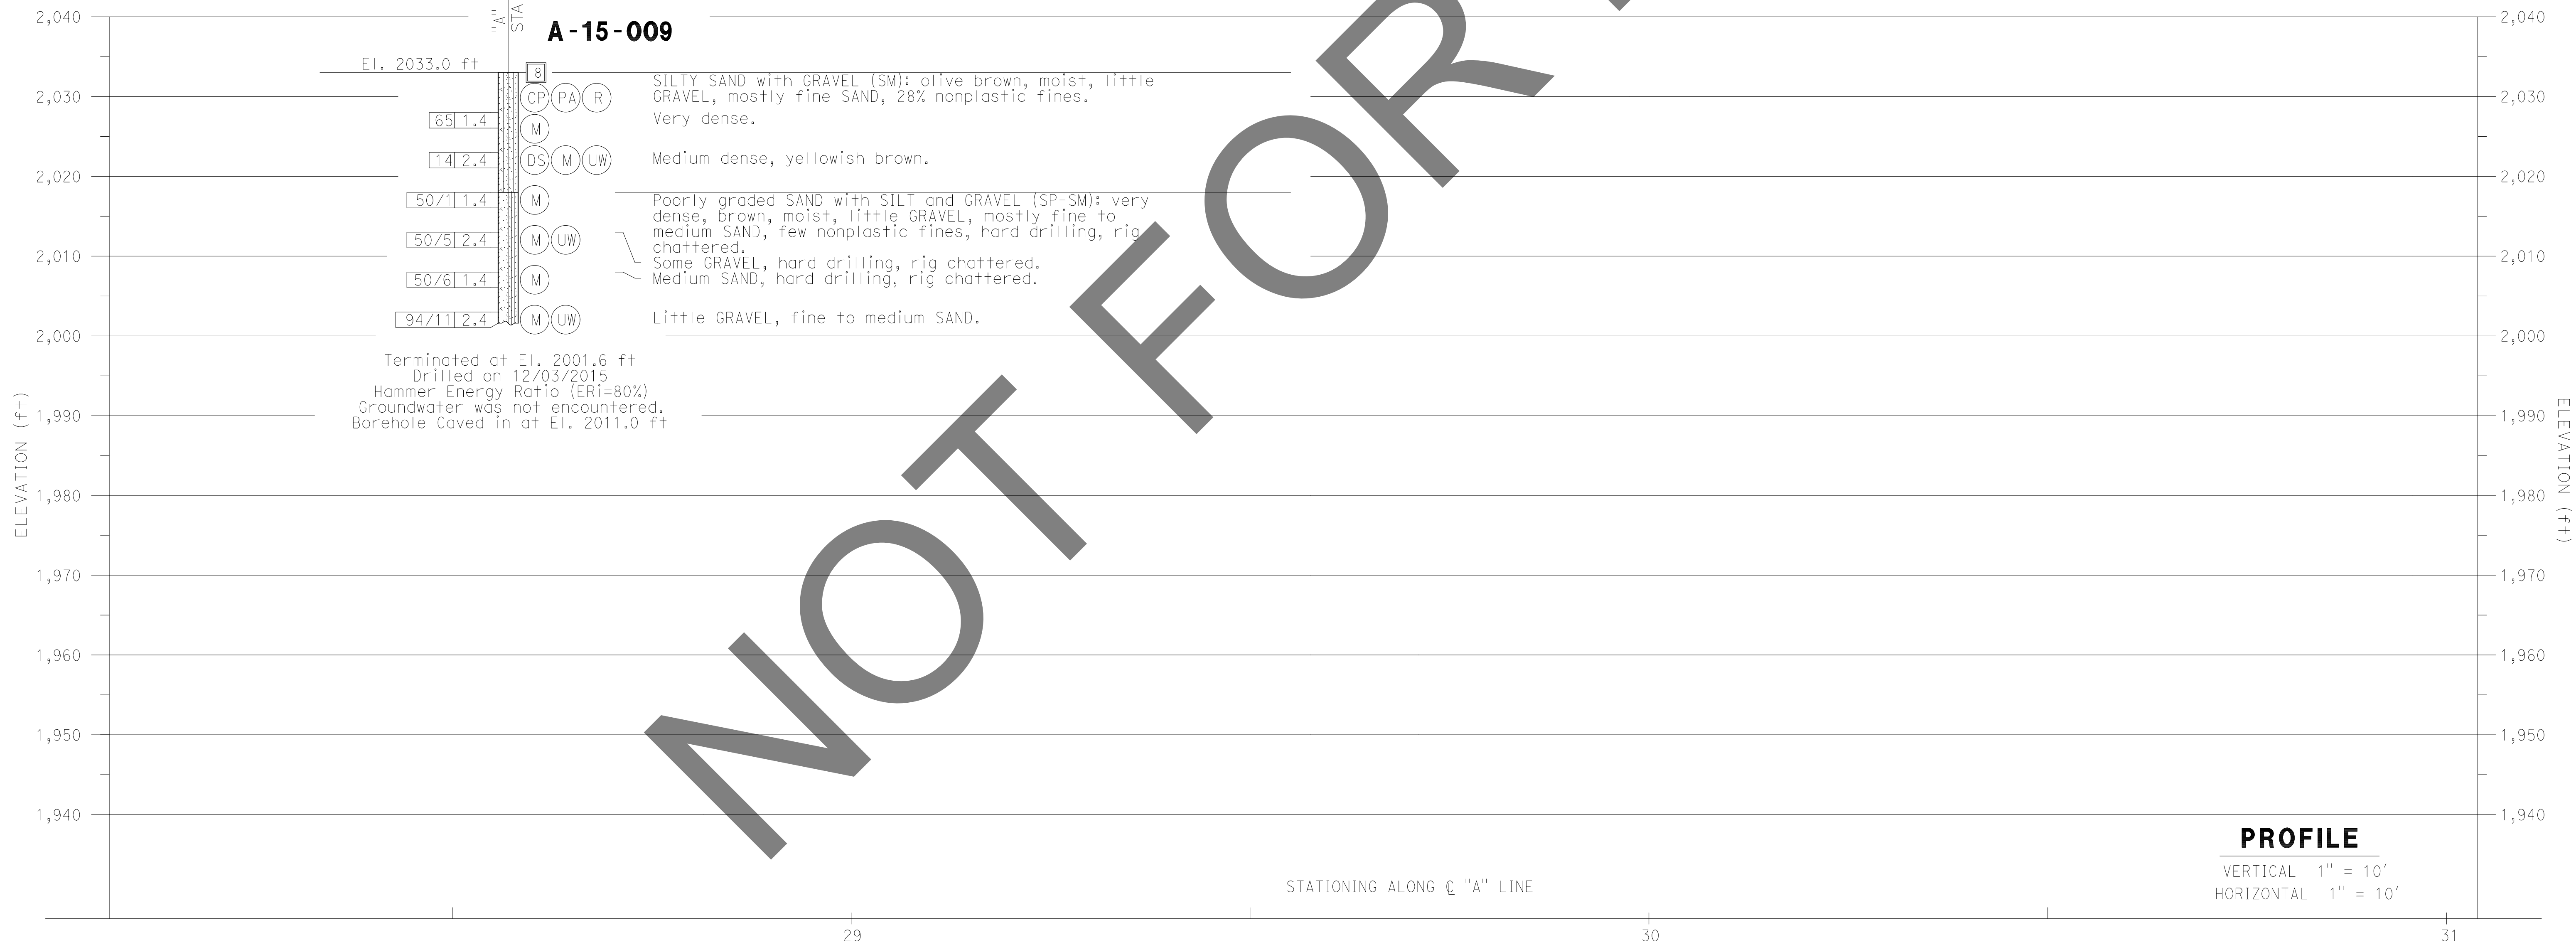 2,040
"A"
STA
A-15-009
2,040
El. 2033.0 ft
8
SILTY SAND with GRAVEL (SM): olive brown, moist, little
GRAVEL, mostly fine SAND, 28% nonplastic fines.
2,030
CP PA R
2,030
65 1.4
M
Very dense.
14 2.4
DS M UW
Medium dense, yellowish brown.
2,020
2,020
50/1 1.4
M
Poorly graded SAND with SILT and GRAVEL (SP-SM): very
dense, brown, moist, little GRAVEL, mostly fine to
medium SAND, few nonplastic fines, hard drilling, rig
chattered.
50/5 2.4
M UW
2,010
2,010
Some GRAVEL, hard drilling, rig chattered.
50/6 1.4
M
Medium SAND, hard drilling, rig chattered.
94/11 2.4
M UW
Little GRAVEL, fine to medium SAND.
2,000
2,000
Terminated at El. 2001.6 ft
Drilled on 12/03/2015
Hammer Energy Ratio (ERi=80%)
Groundwater was not encountered.
Borehole Caved in at El. 2011.0 ft
ELEVATION (ft)
ELEVATION (ft)
1,990
1,990
1,980
1,980
1,970
1,970
1,960
1,960
1,950
1,950
1,940
1,940
NOT FOR
PROFILE
VERTICAL 1" = 10'
HORIZONTAL 1" = 10'
STATIONING ALONG ℄ "A" LINE
29
30
31